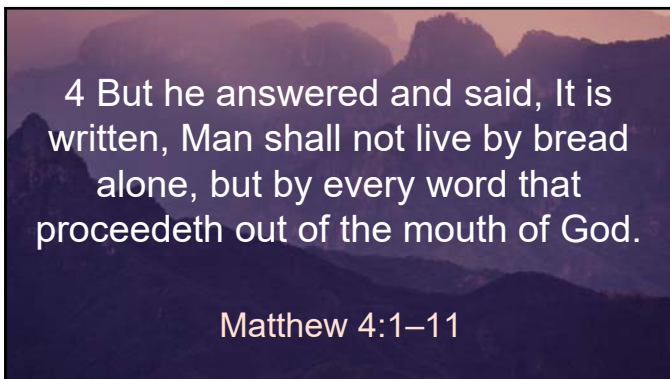 4 But he answered and said, It is
written, Man shall not live by bread
alone, but by every word that
proceedeth out of the mouth of God.
Matthew 4:1–11